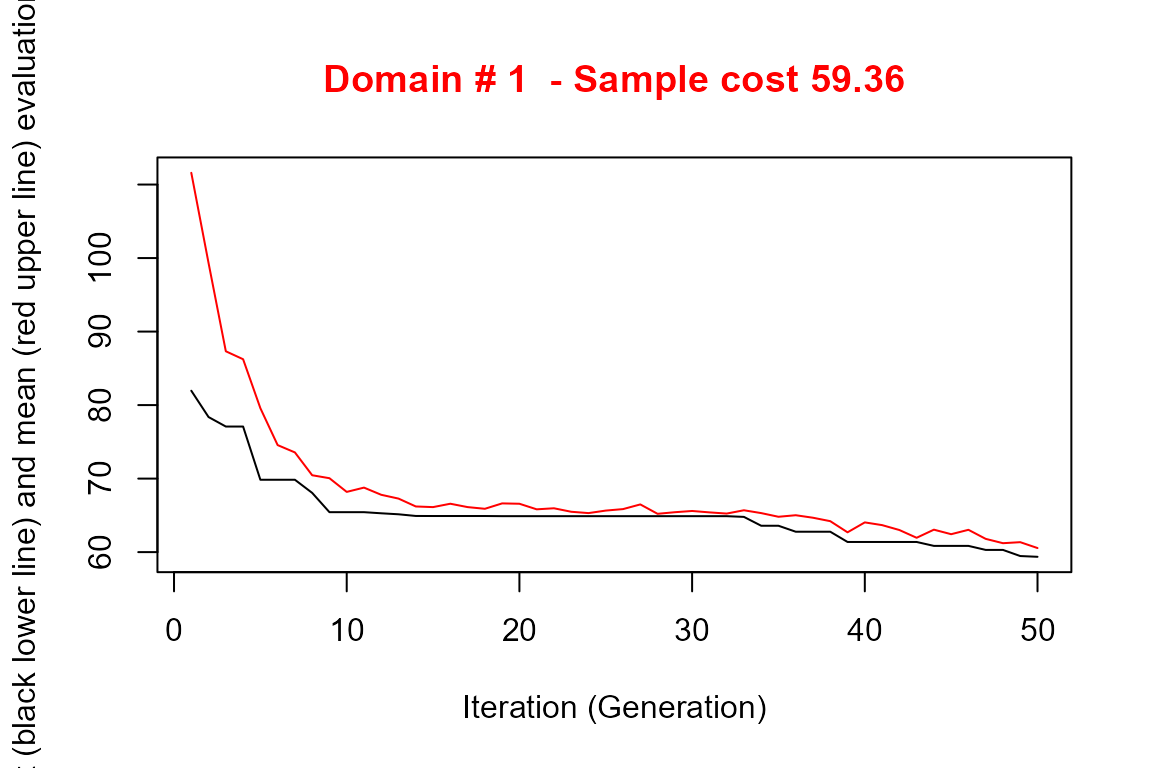 Domain # 1  - Sample cost 59.36
(black lower line) and mean (red upper line) evaluation
100
90
80
70
60
0 10 20 30 40 50
Iteration (Generation)